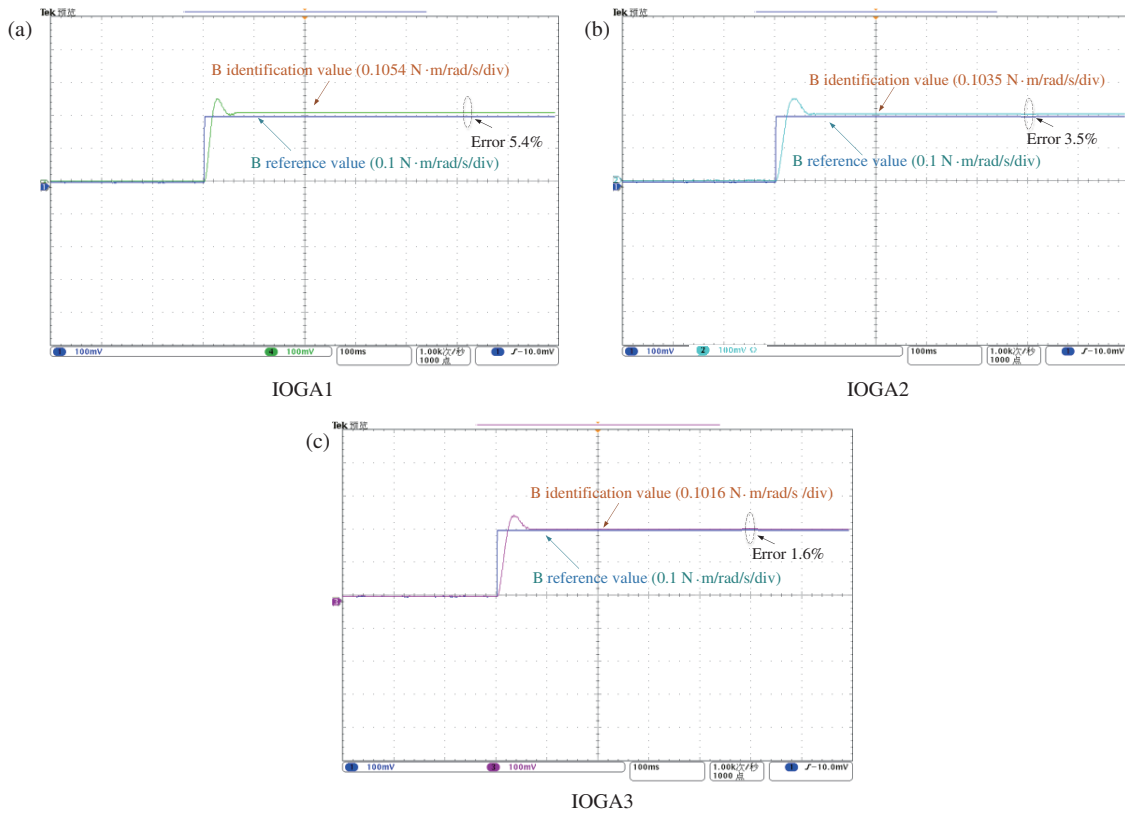 (a)
Tek 预览
B identification value (0.1054 N·m/rad/s/div)
Error 5.4%
B reference value (0.1 N·m/rad/s/div)
1
1 100mV 4 100mV 100ms 1.00k次/秒 1000 点 1 -10.0mV
IOGA1
(b)
Tek 预览
B identification value (0.1035 N·m/rad/s/div)
Error 3.5%
B reference value (0.1 N·m/rad/s/div)
1
1 100mV 2 100mV Ω 100ms 1.00k次/秒 1000 点 1 -10.0mV
IOGA2
(c)
Tek 预览
B identification value (0.1016 N·m/rad/s /div)
Error 1.6%
B reference value (0.1 N·m/rad/s/div)
3
1 100mV 3 100mV 100ms 1.00k次/秒 1000 点 1 -10.0mV
IOGA3